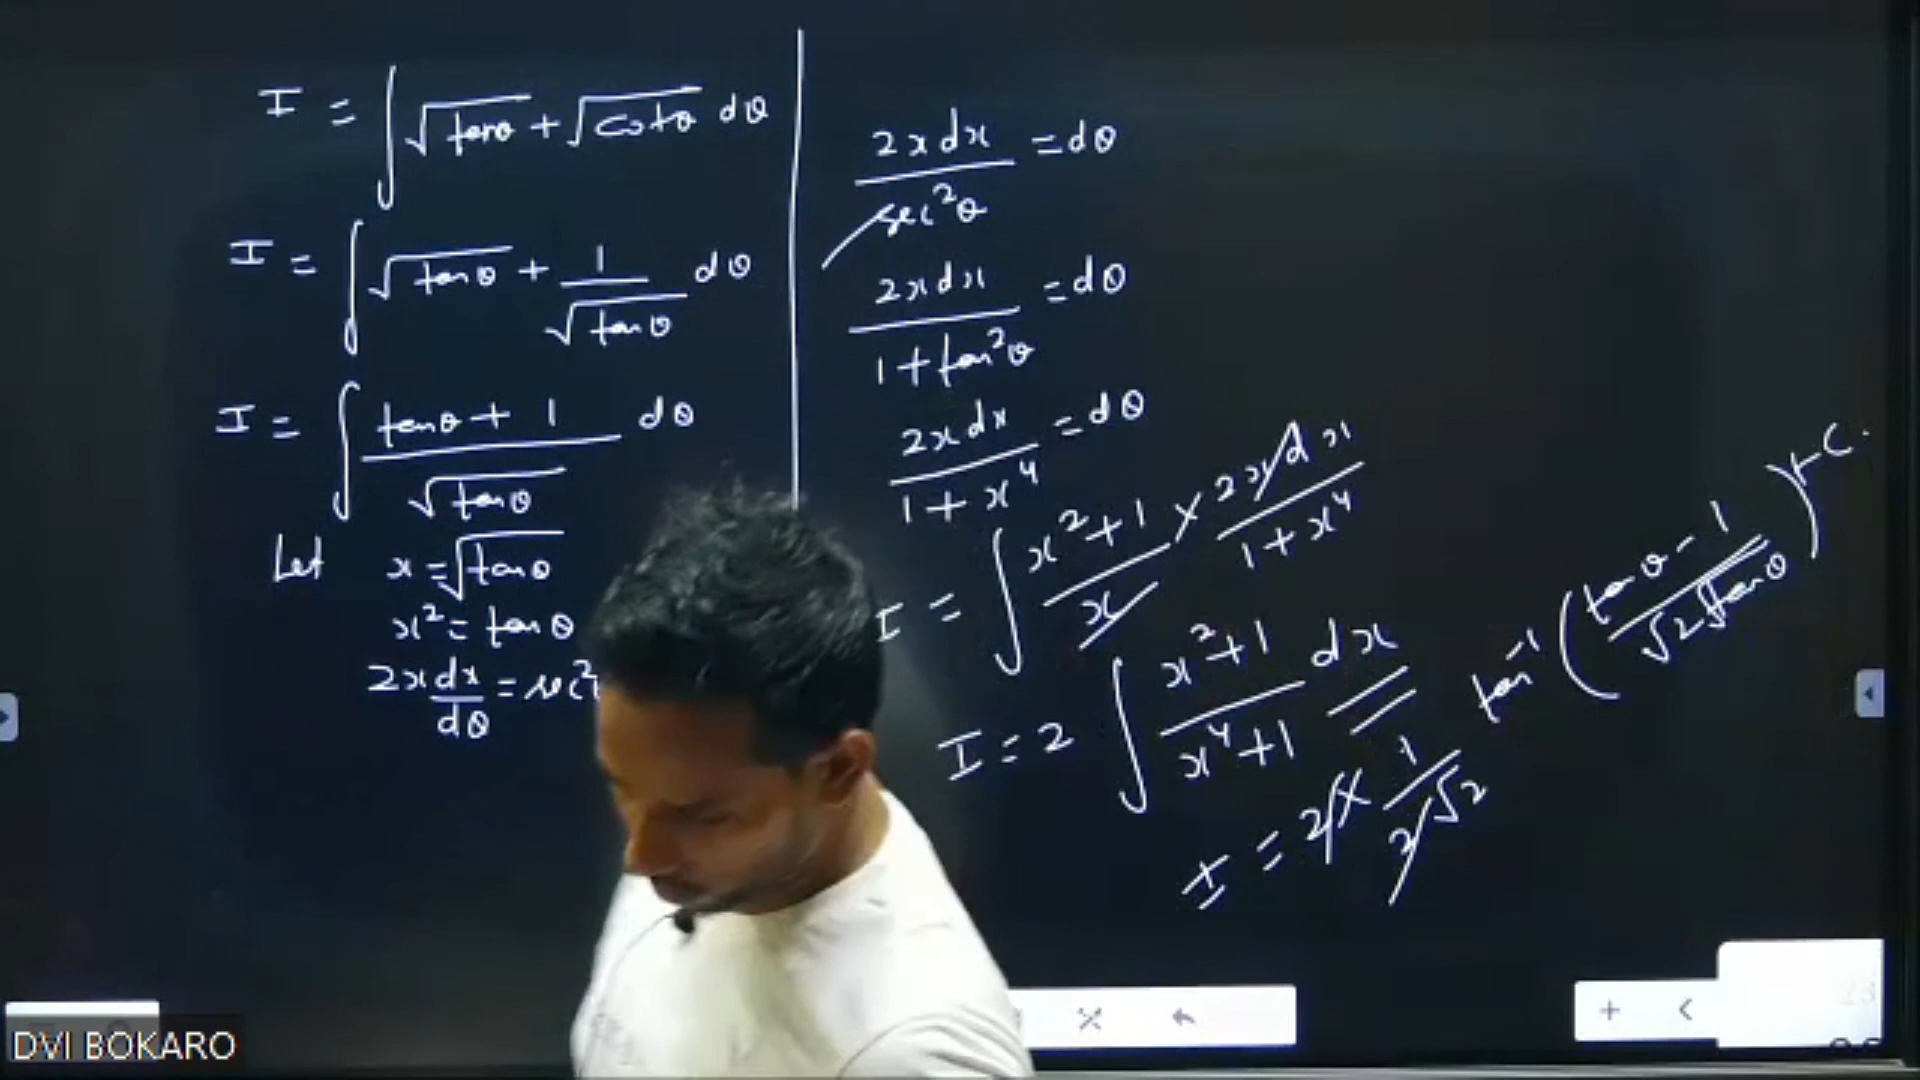 I = ∫ √tanθ + √cotθ dθ
I = ∫ √tanθ + 1/√tanθ dθ
I = ∫ (tanθ + 1)/√tanθ dθ
Let x = √tanθ
x² = tanθ
2x dx/dθ = sec²
2x dx/sec²θ = dθ
2x dx/(1 + tan²θ) = dθ
2x dx/(1 + x⁴) = dθ
I = ∫ (x² + 1)/x × 2x dx/(1 + x⁴)
I = 2 ∫ (x² + 1)/(x⁴ + 1) dx
I = 2 × 1/(2√2) tan⁻¹((tanθ - 1)/(√2√tanθ)) + C.
DVI BOKARO